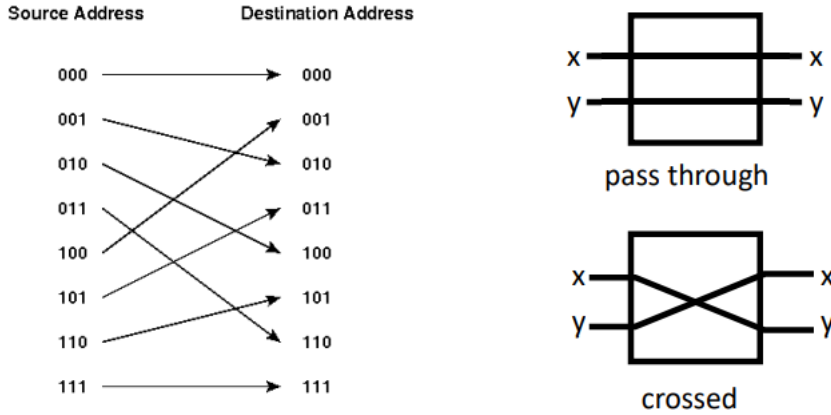 Source Address Destination Address
000 000
001 001
010 010
011 011
100 100
101 101
110 110
111 111
x x
y y
pass through
x x
y y
crossed